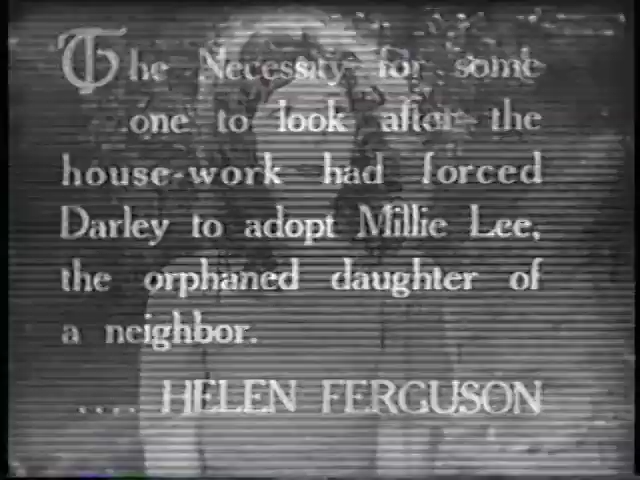 The Necessity for some
one to look after the
house-work had forced
Darley to adopt Millie Lee,
the orphaned daughter of
a neighbor.
.... HELEN FERGUSON